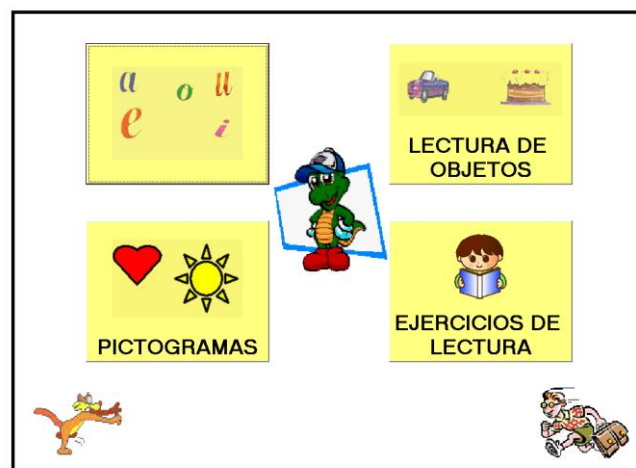 a o u
e i
LECTURA DE
OBJETOS
PICTOGRAMAS
EJERCICIOS DE
LECTURA